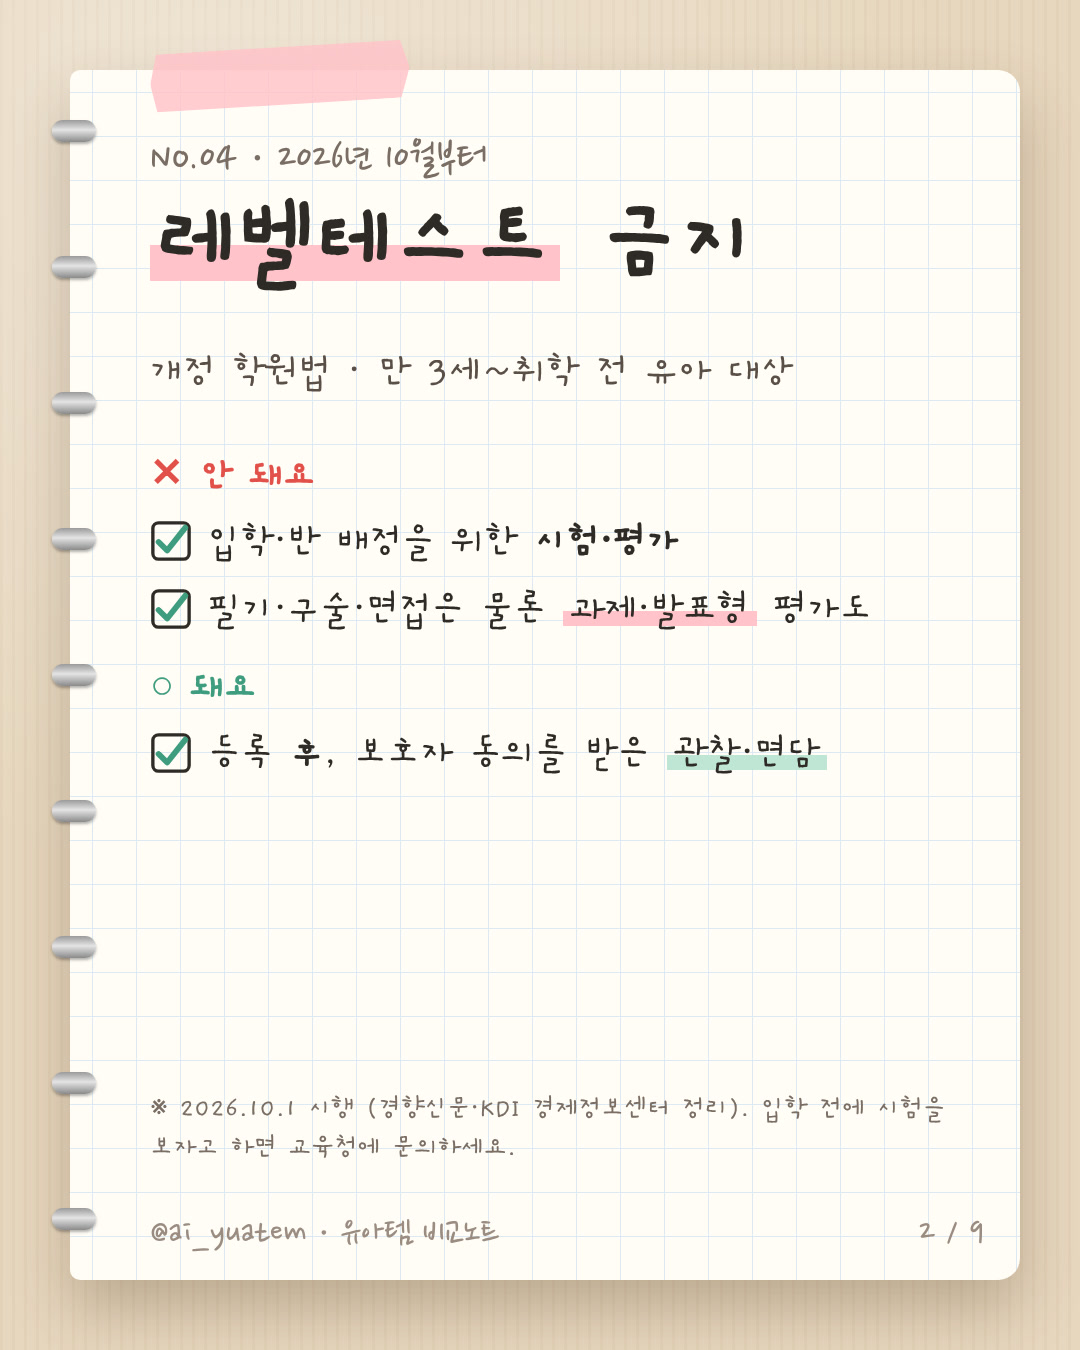 NO.04 · 2026년 10월부터
레벨테스트 금지
개정 학원법 · 만 3세~취학 전 유아 대상
✕ 안 돼요
입학·반 배정을 위한 시험·평가
필기·구술·면접은 물론 과제·발표형 평가도
○ 돼요
등록 후, 보호자 동의를 받은 관찰·면담
※ 2026.10.1 시행 (경향신문·KDI 경제정보센터 정리). 입학 전에 시험을
보자고 하면 교육청에 문의하세요.
@ai_yuatem · 유아템 비교노트
2 / 9